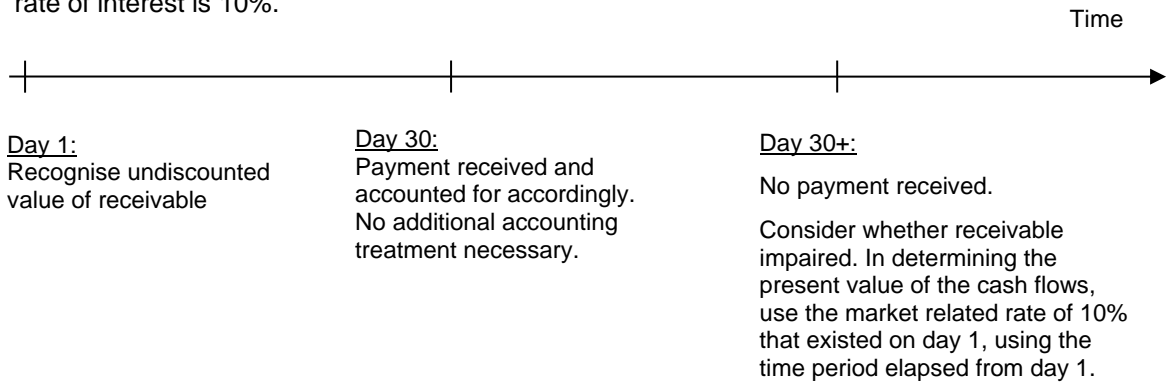 rate of interest is 10%.
Time
Day 1:
Recognise undiscounted
value of receivable
Day 30:
Payment received and
accounted for accordingly.
No additional accounting
treatment necessary.
Day 30+:
No payment received.
Consider whether receivable
impaired. In determining the
present value of the cash flows,
use the market related rate of 10%
that existed on day 1, using the
time period elapsed from day 1.